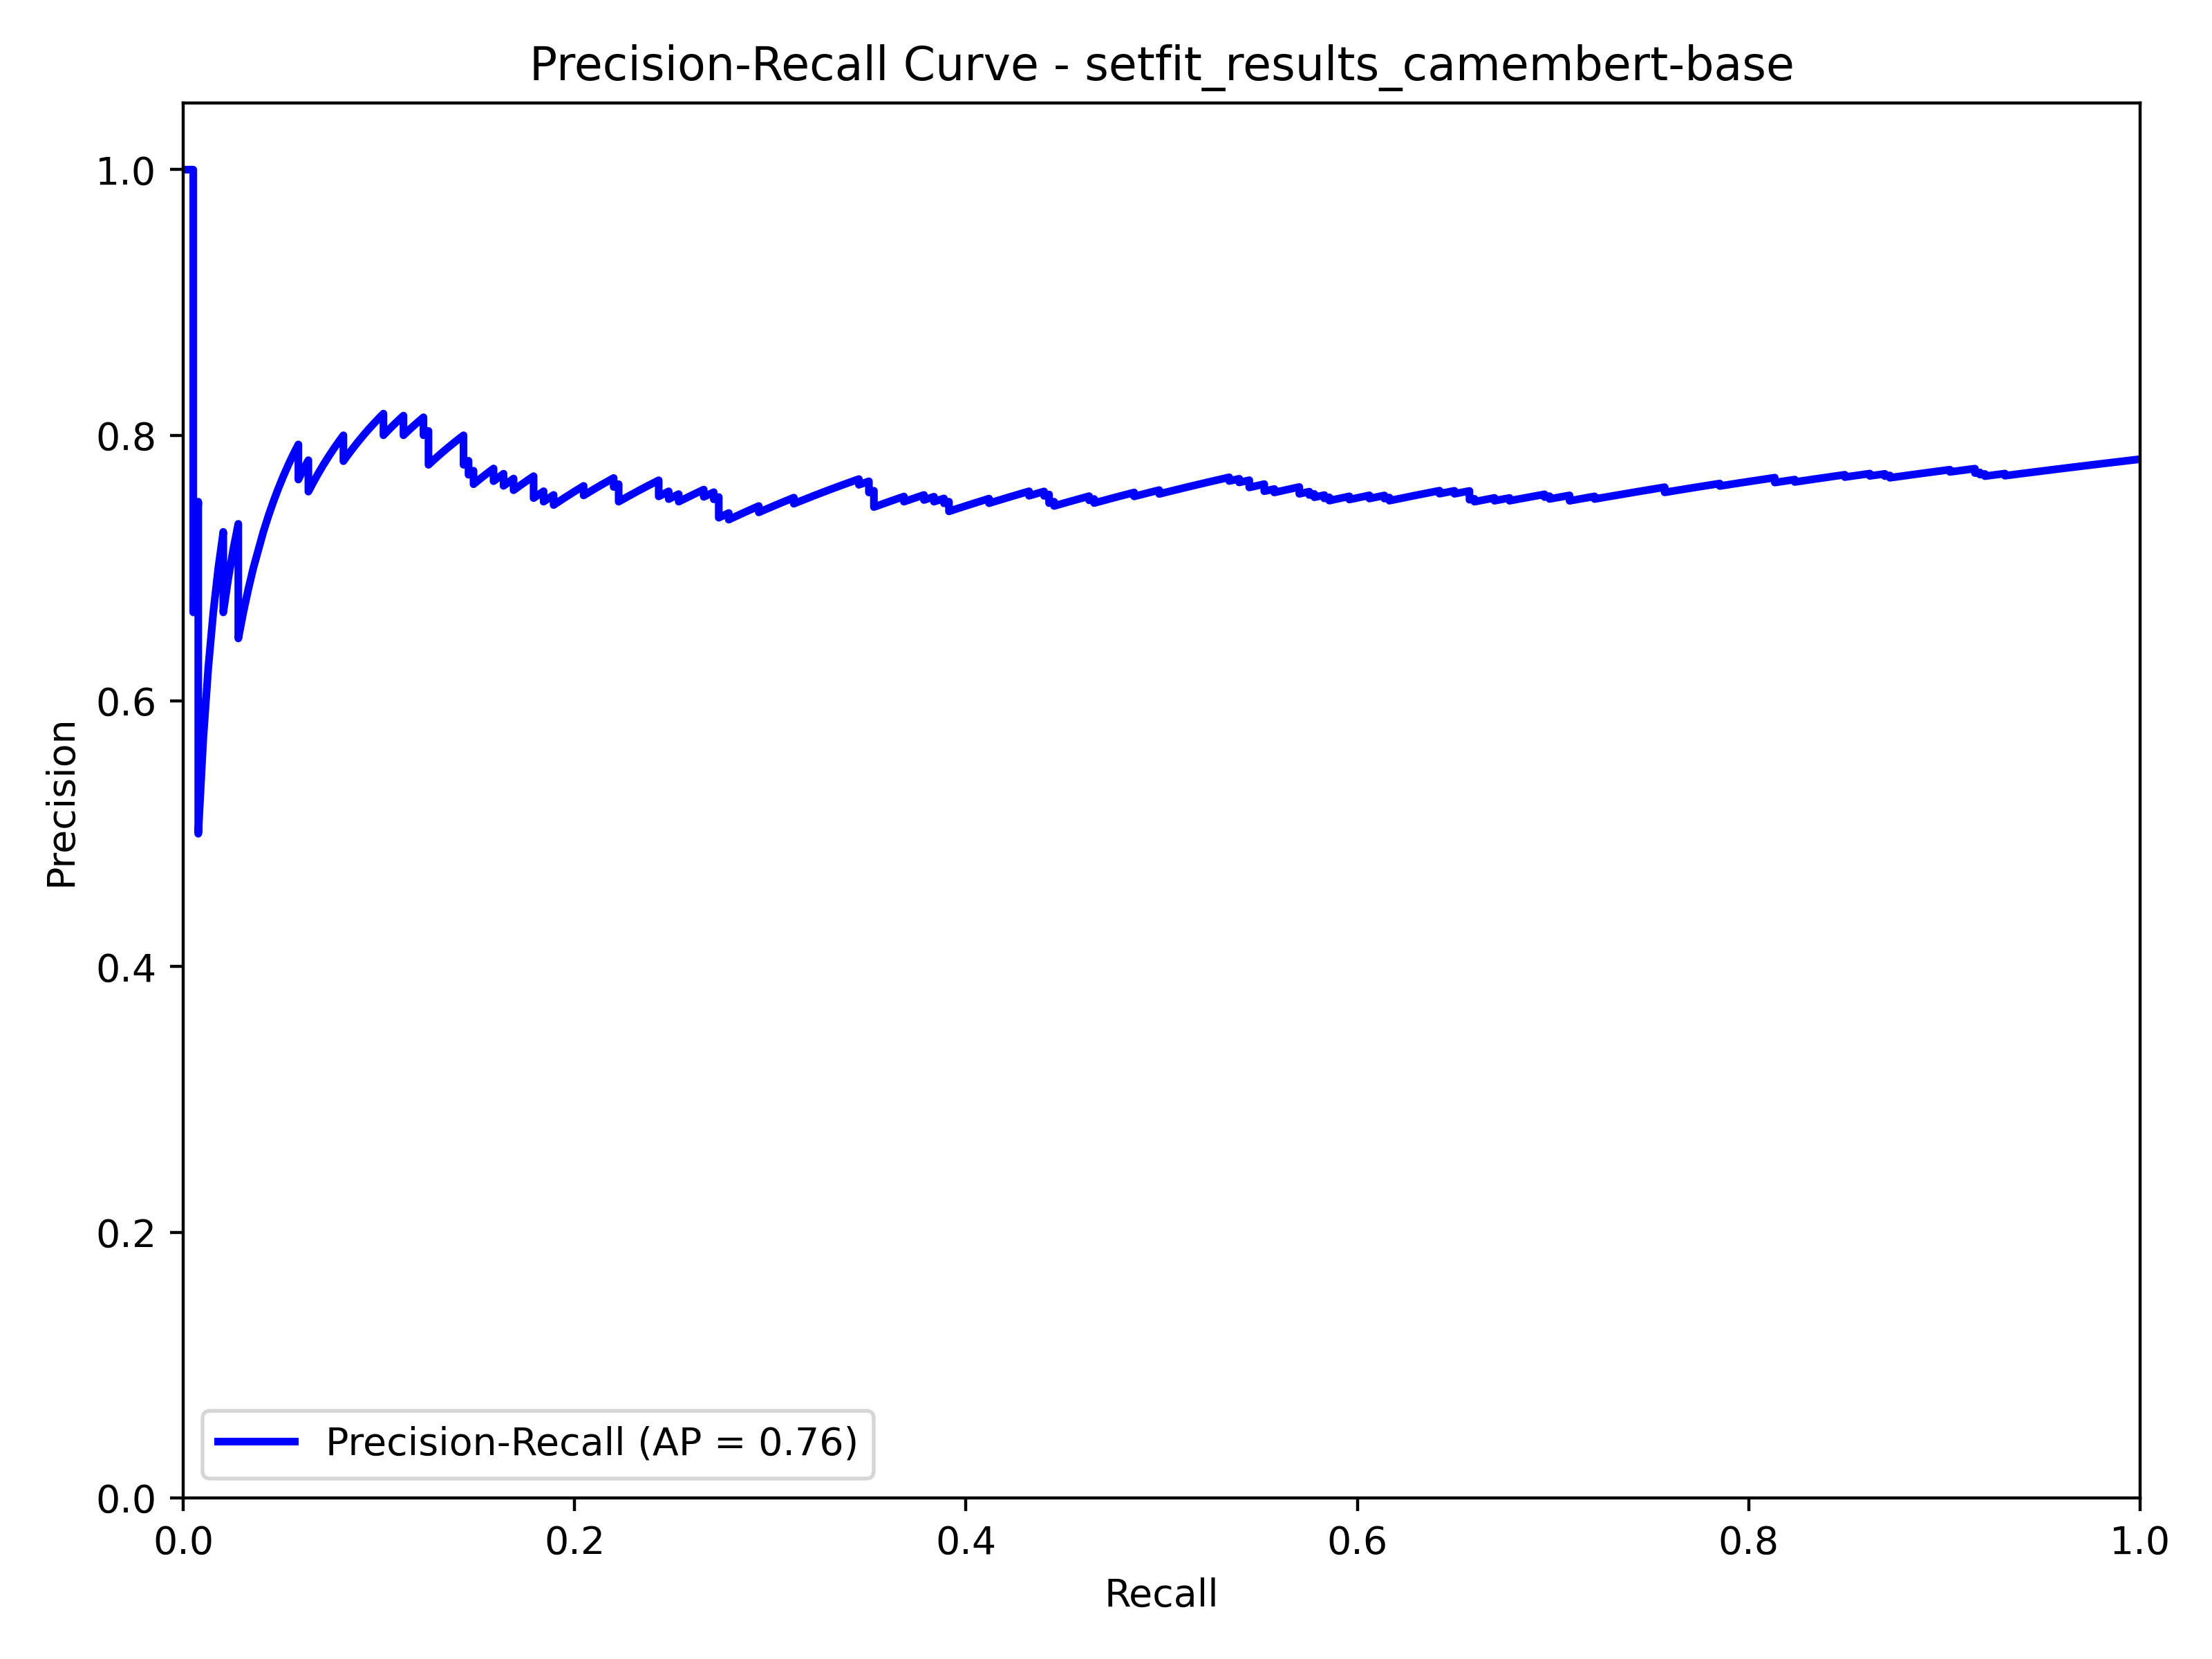 Precision-Recall Curve - setfit_results_camembert-base
1.0
0.8
0.6
0.4
0.2
0.0
Precision
Precision-Recall (AP = 0.76)
0.0 0.2 0.4 0.6 0.8 1.0
Recall